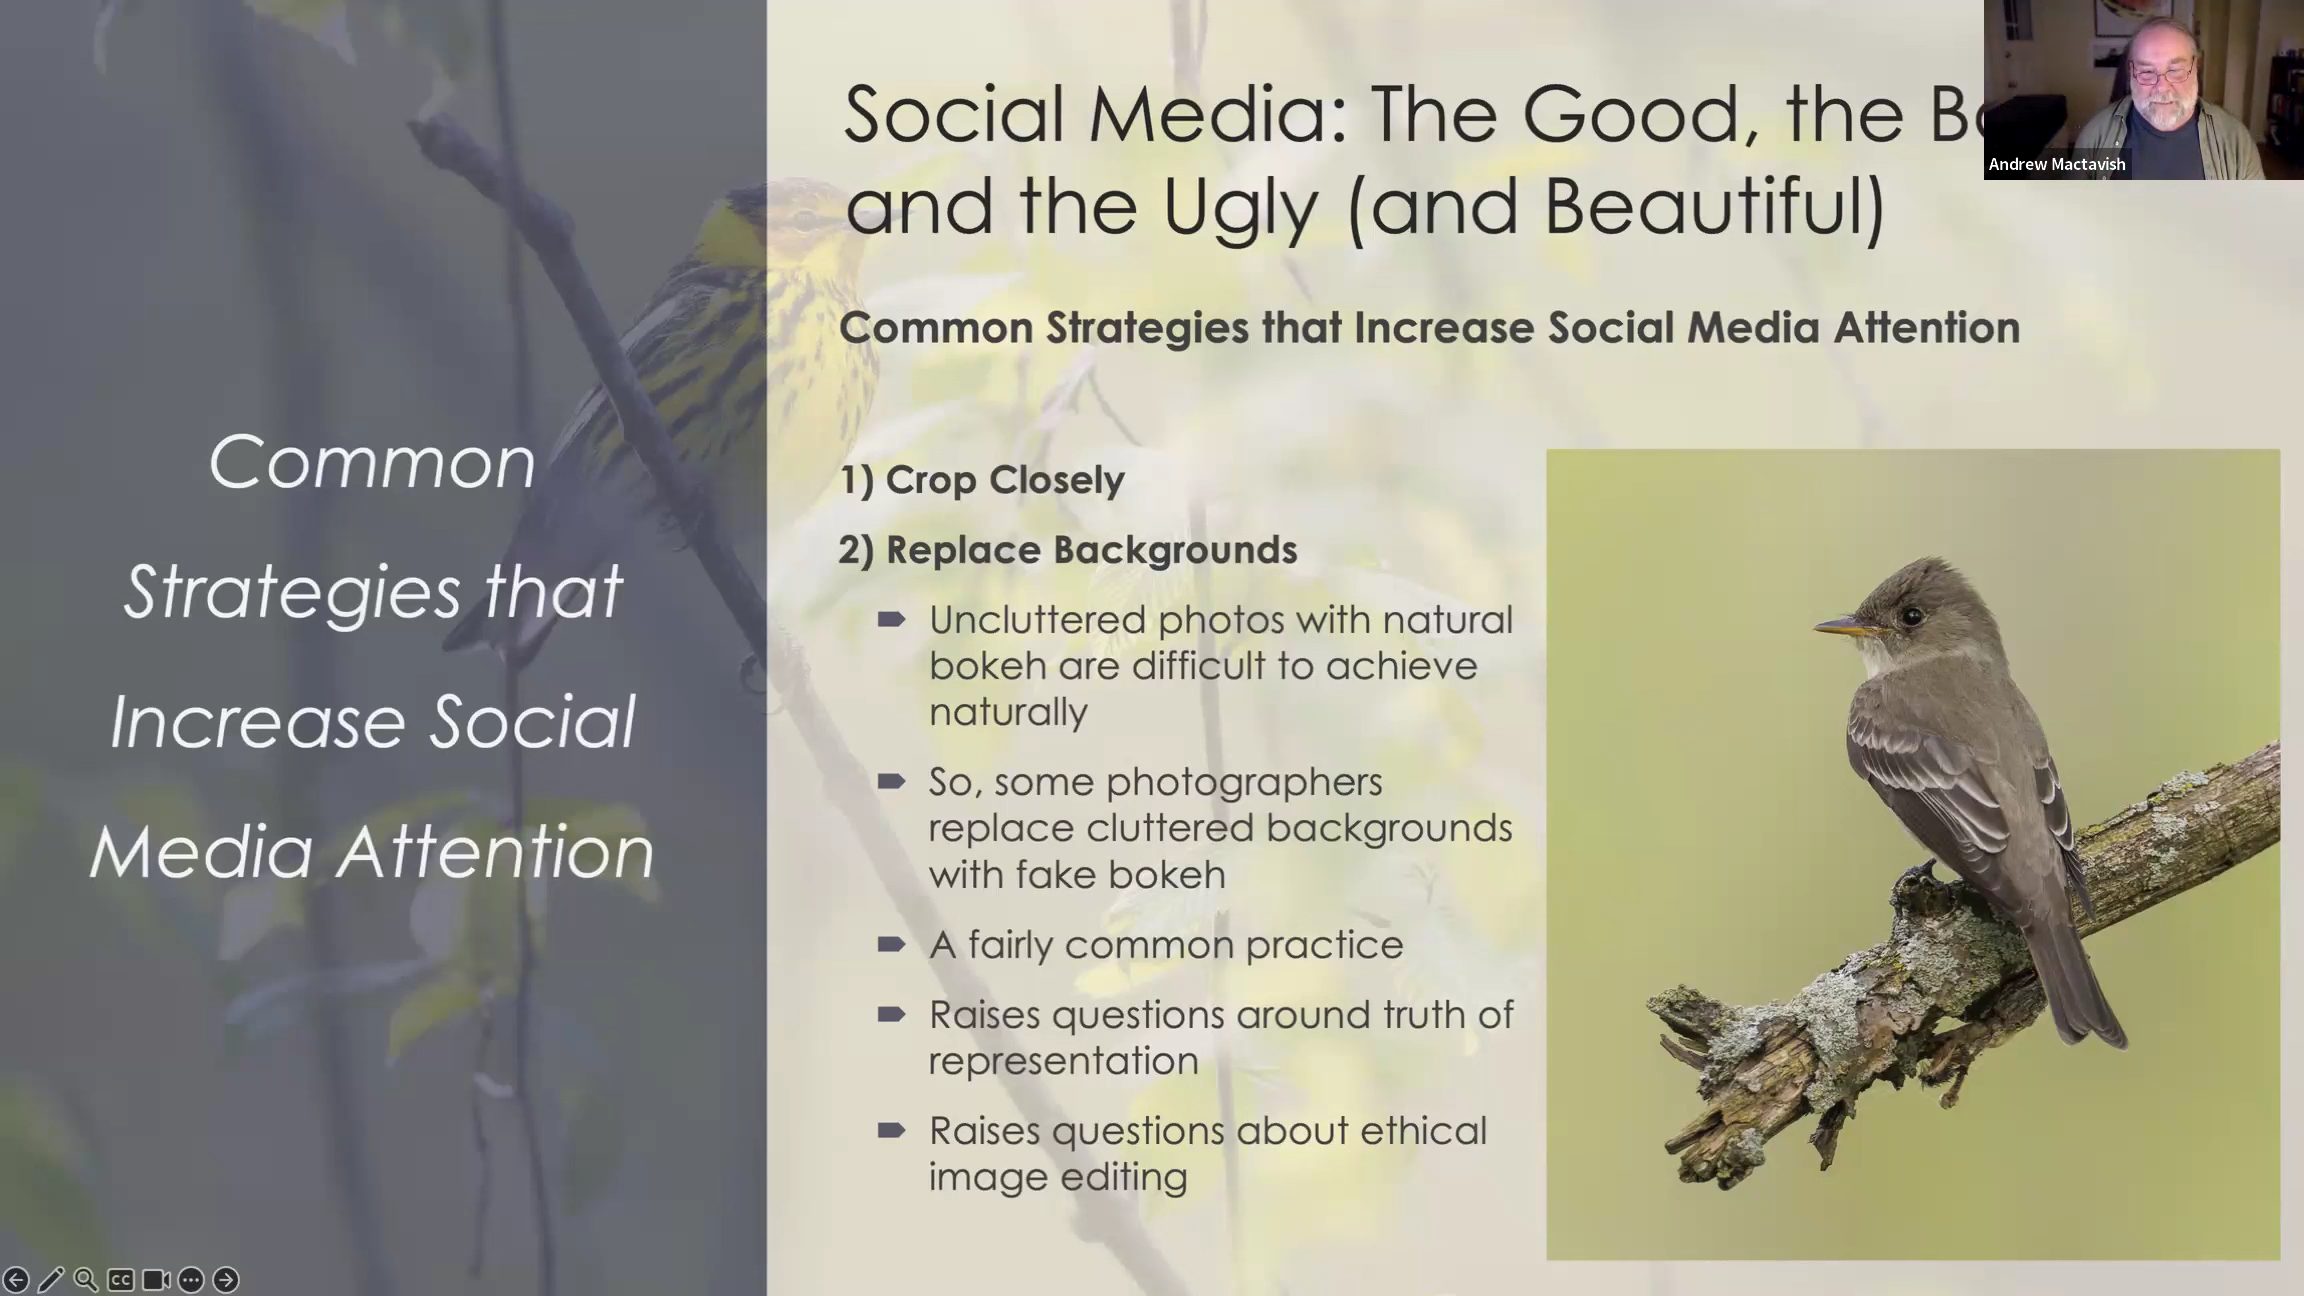 Common
Strategies that
Increase Social
Media Attention
Social Media: The Good, the
and the Ugly (and Beautiful)
Common Strategies that Increase Social Media Attention
1) Crop Closely
2) Replace Backgrounds
Uncluttered photos with natural
bokeh are difficult to achieve
naturally
So, some photographers
replace cluttered backgrounds
with fake bokeh
A fairly common practice
Raises questions around truth of
representation
Raises questions about ethical
image editing
Andrew Mactavish
CC